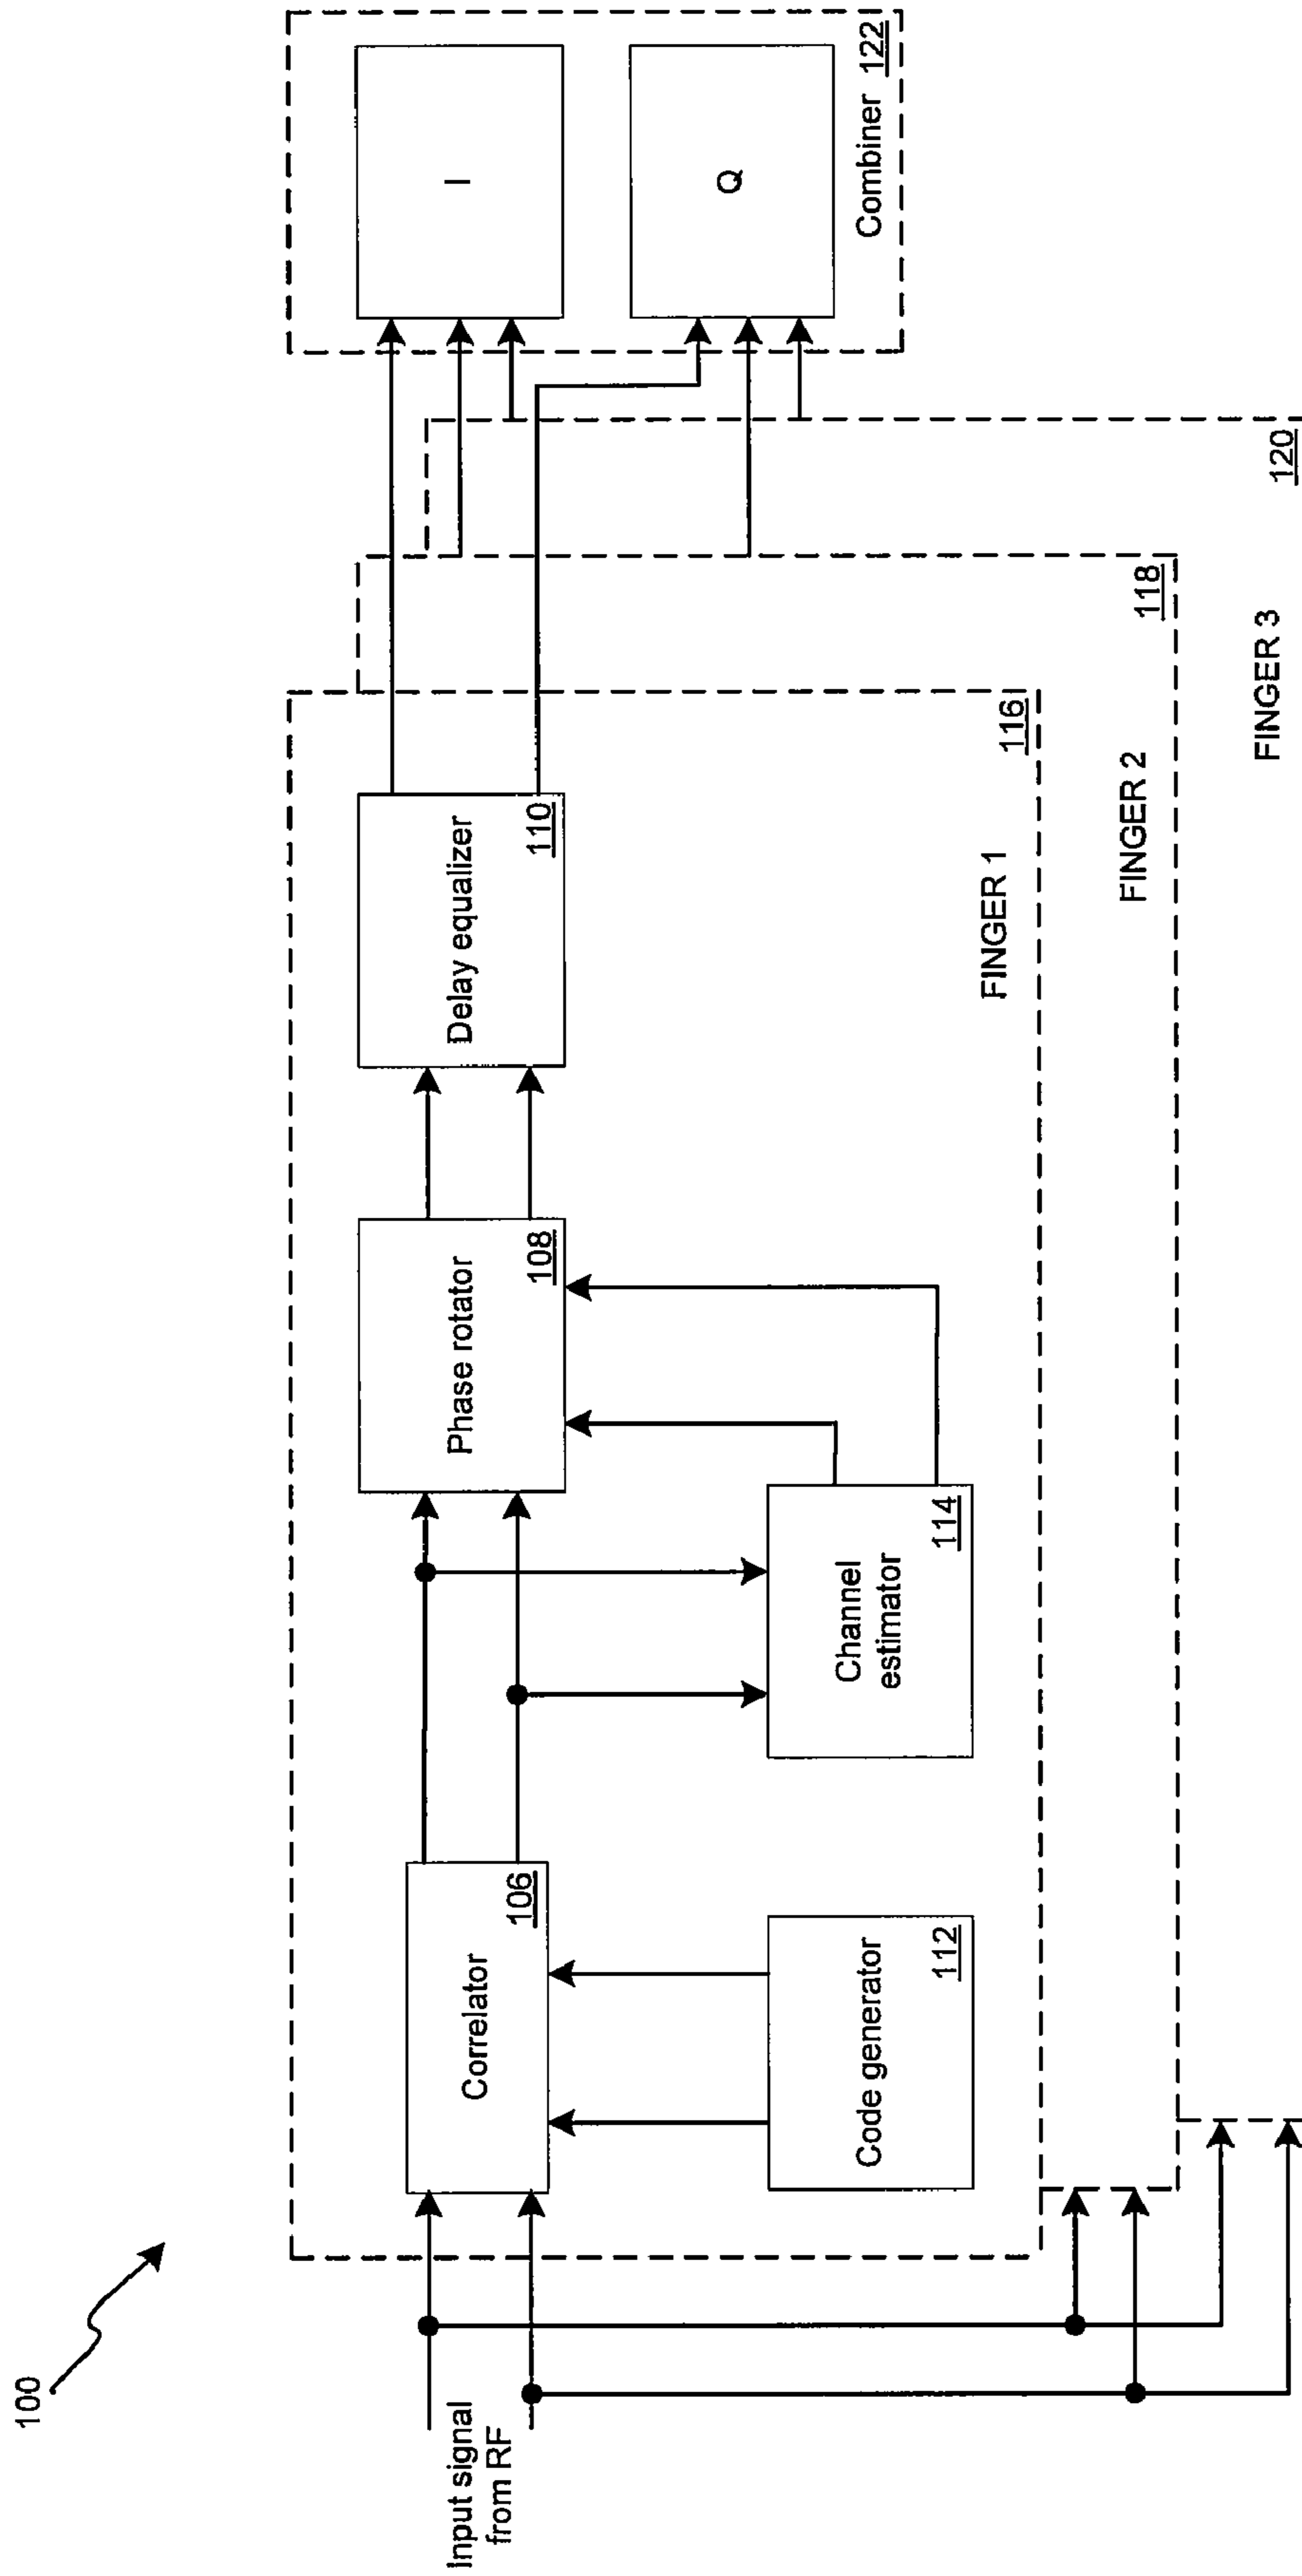 100
Input signal
from RF
Correlator
106
Phase rotator
108
Delay equalizer
110
I
Q
Combiner 122
Code generator
112
Channel
estimator
114
FINGER 1
116
FINGER 2
118
FINGER 3
120